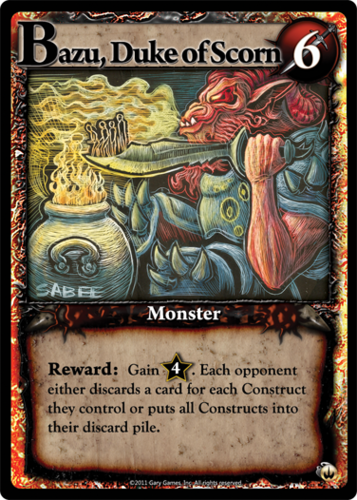 Bazu, Duke of Scorn 6
SABEE
Monster
Reward: Gain 4. Each opponent
either discards a card for each Construct
they control or puts all Constructs into
their discard pile.
©2011 Gary Games, Inc. All rights reserved.